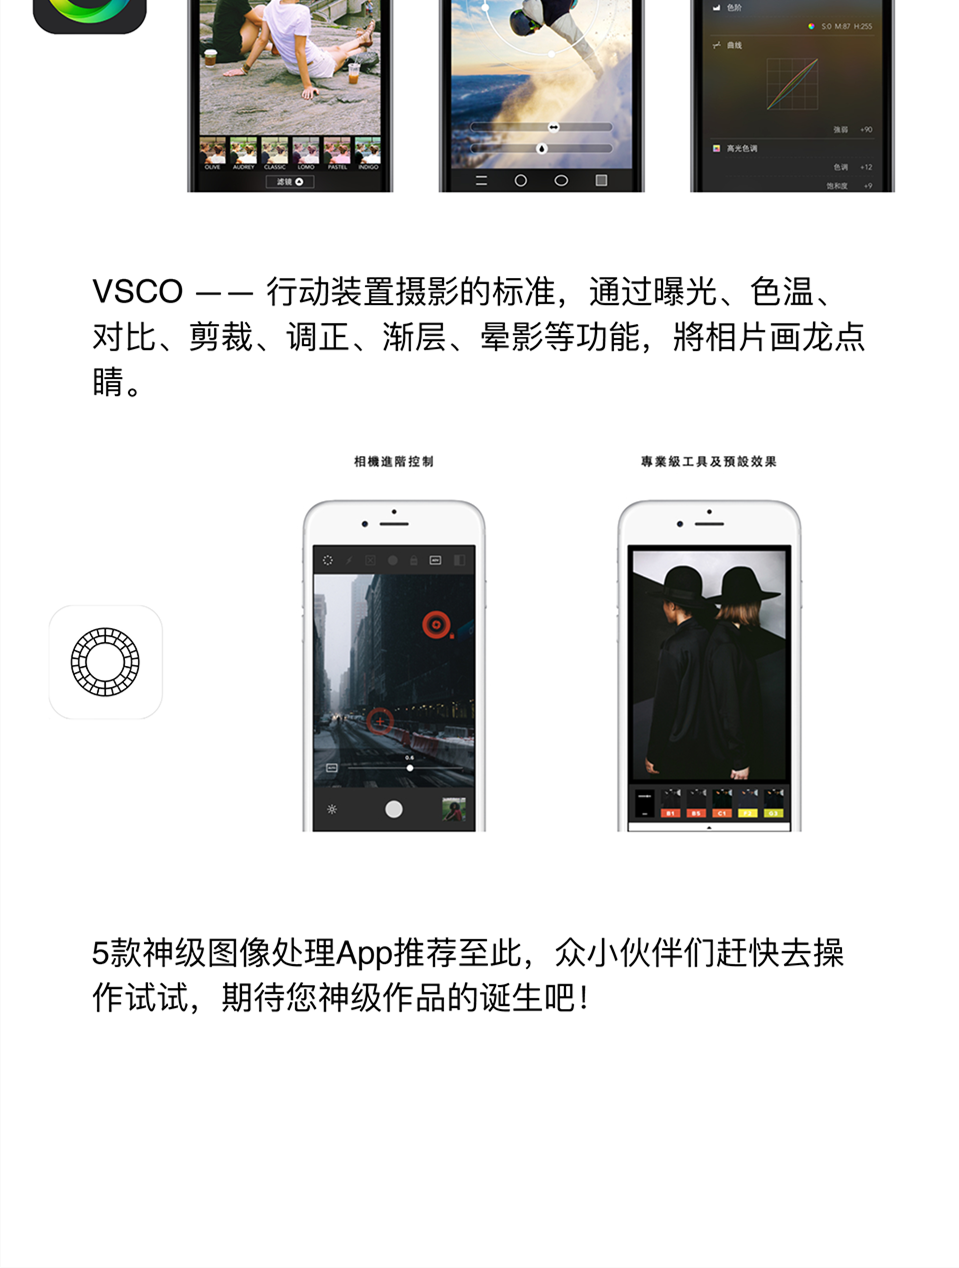 色阶
S:0 M:87 H:255
曲线
強弱 +90
高光色调
色调 +12
饱和度 +9
OLIVE AUDREY CLASSIC LOMO PASTEL INDIGO
滤镜
VSCO —— 行动装置摄影的标准，通过曝光、色温、
对比、剪裁、调正、渐层、晕影等功能，將相片画龙点
睛。
相機進階控制
專業級工具及預設效果
0.6
B1 B5 C1 G3
5款神级图像处理App推荐至此，众小伙伴们赶快去操
作试试，期待您神级作品的诞生吧！